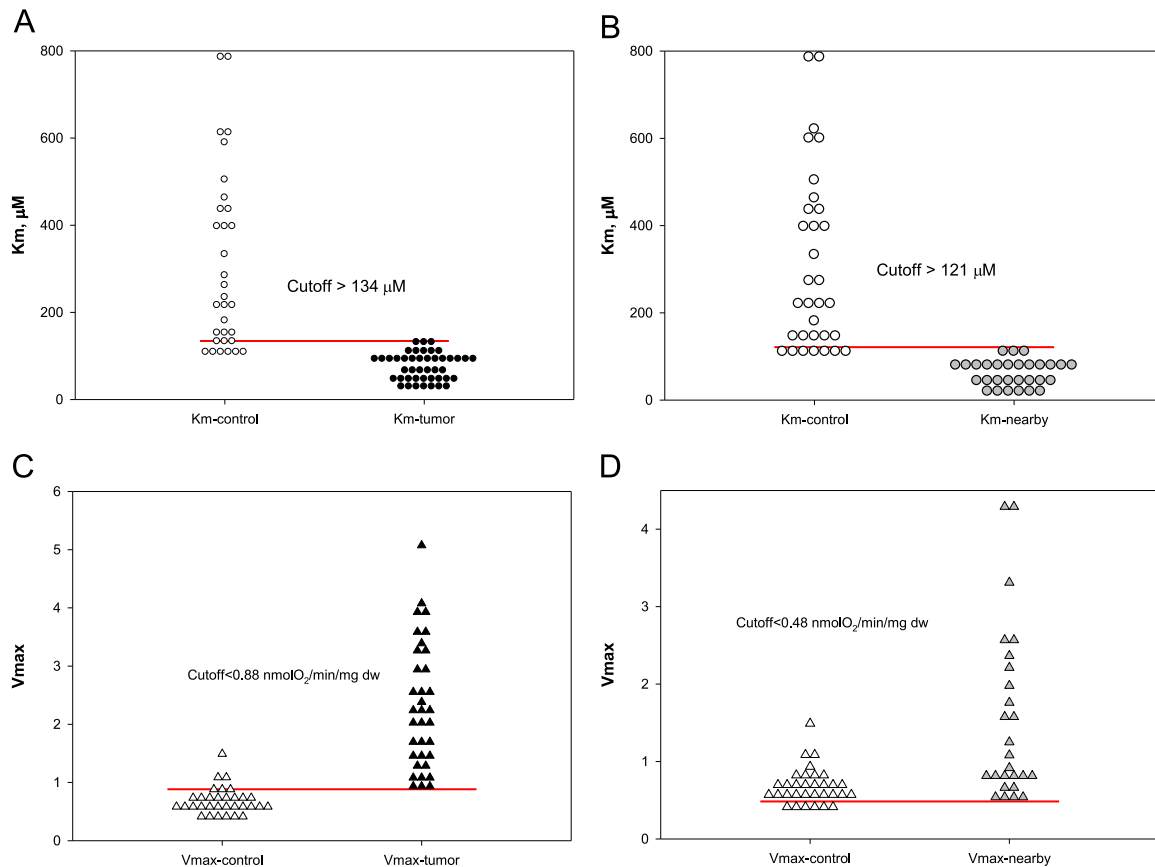 A
800
600
400
200
0
Km, μM
Cutoff > 134 μM
Km-control
Km-tumor
B
800
600
400
200
0
Km, μM
Cutoff > 121 μM
Km-control
Km-nearby
C
6
5
4
3
2
1
0
Vmax
Cutoff<0.88 nmolO₂/min/mg dw
Vmax-control
Vmax-tumor
D
4
3
2
1
0
Vmax
Cutoff<0.48 nmolO₂/min/mg dw
Vmax-control
Vmax-nearby